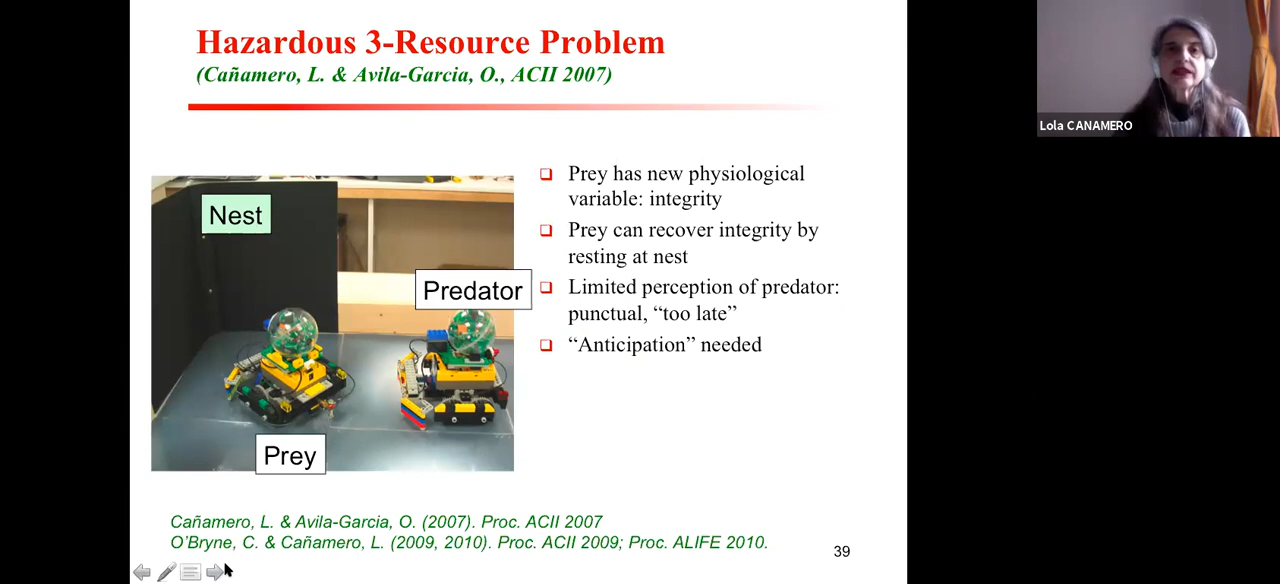 Hazardous 3-Resource Problem
(Cañamero, L. & Avila-Garcia, O., ACII 2007)
Lola CANAMERO
Nest
Predator
Prey
❑ Prey has new physiological
variable: integrity
❑ Prey can recover integrity by
resting at nest
❑ Limited perception of predator:
punctual, “too late”
❑ “Anticipation” needed
Cañamero, L. & Avila-Garcia, O. (2007). Proc. ACII 2007
O’Bryne, C. & Cañamero, L. (2009, 2010). Proc. ACII 2009; Proc. ALIFE 2010.
39